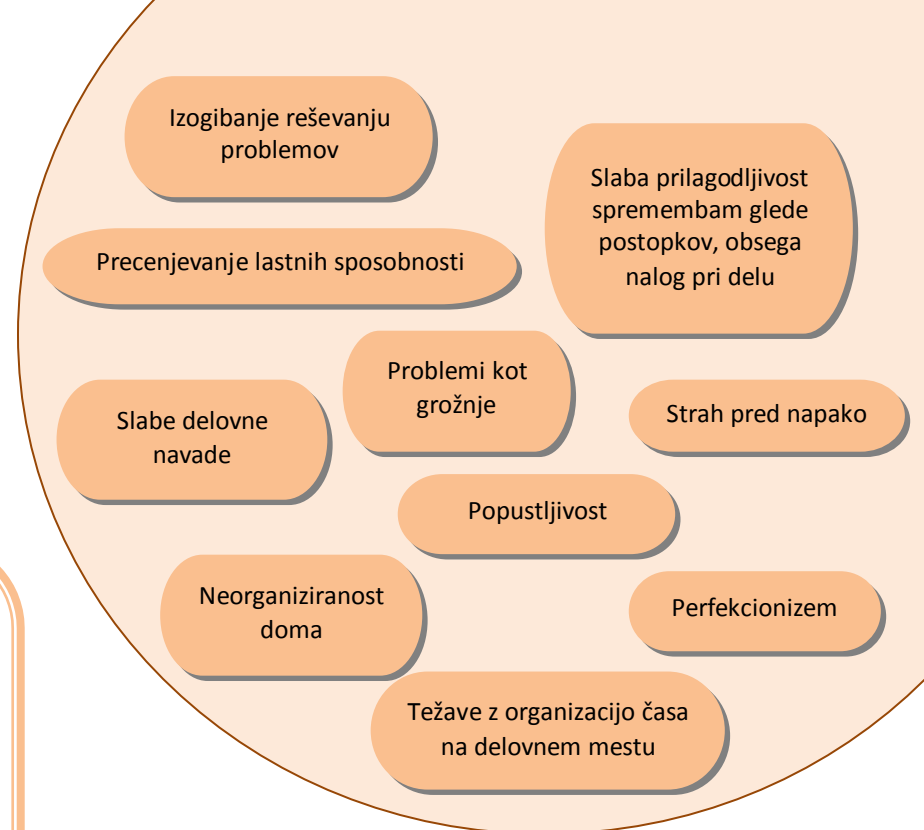 Izogibanje reševanju
problemov
Slaba prilagodljivost
spremembam glede
postopkov, obsega
nalog pri delu
Precenjevanje lastnih sposobnosti
Problemi kot
grožnje
Strah pred napako
Slabe delovne
navade
Popustljivost
Neorganiziranost
doma
Perfekcionizem
Težave z organizacijo časa
na delovnem mestu